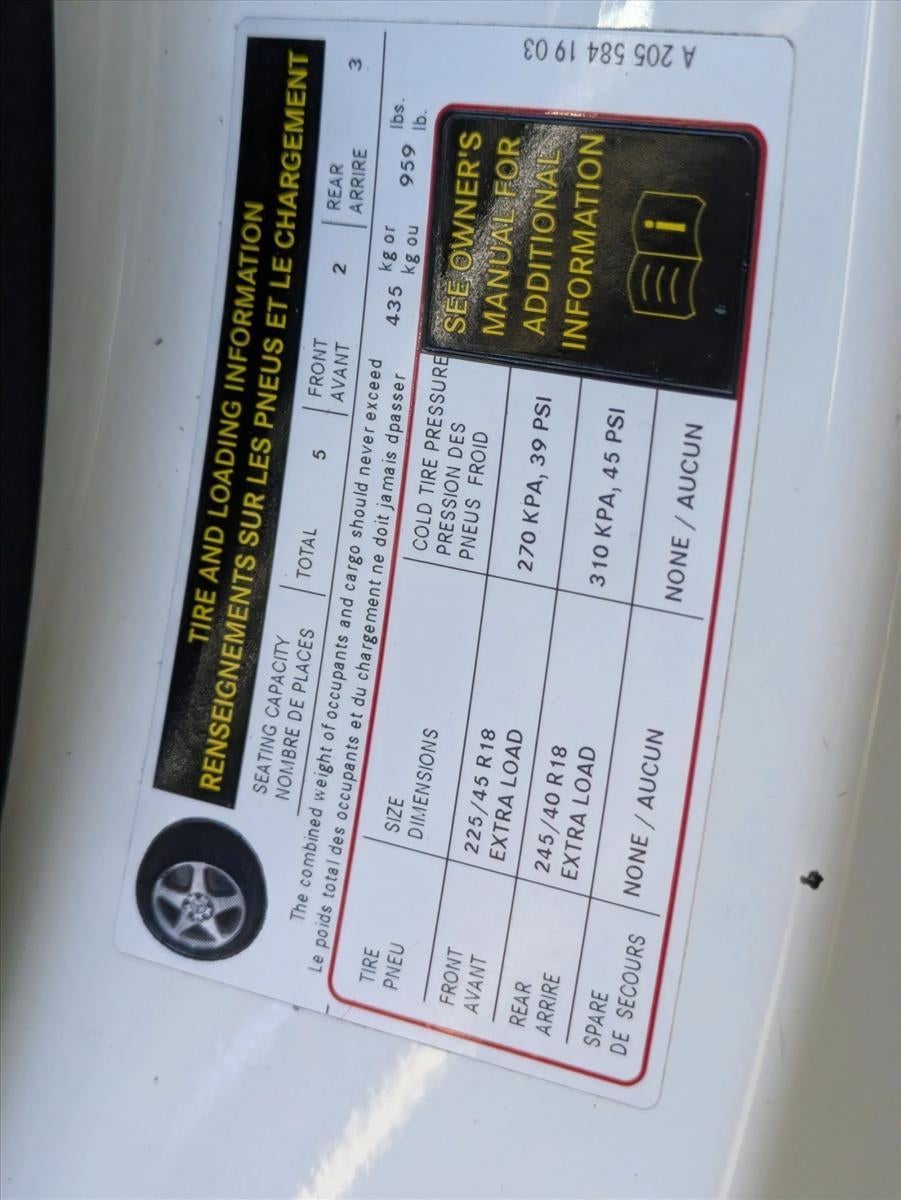 TIRE AND LOADING INFORMATION
RENSEIGNEMENTS SUR LES PNEUS ET LE CHARGEMENT
SEATING CAPACITY
NOMBRE DE PLACES
TOTAL 5
FRONT
AVANT
2
REAR
ARRIRE
3
The combined weight of occupants and cargo should never exceed 435 kg or 959 lbs.
Le poids total des occupants et du chargement ne doit jamais dpasser kg ou lb.
TIRE
PNEU
SIZE
DIMENSIONS
COLD TIRE PRESSURE
PRESSION DES
PNEUS FROID
FRONT
AVANT
225/45 R18
EXTRA LOAD
270 KPA, 39 PSI
REAR
ARRIRE
245/40 R18
EXTRA LOAD
310 KPA, 45 PSI
SPARE
DE SECOURS
NONE / AUCUN
NONE / AUCUN
SEE OWNER'S
MANUAL FOR
ADDITIONAL
INFORMATION
i
A 205 584 19 03